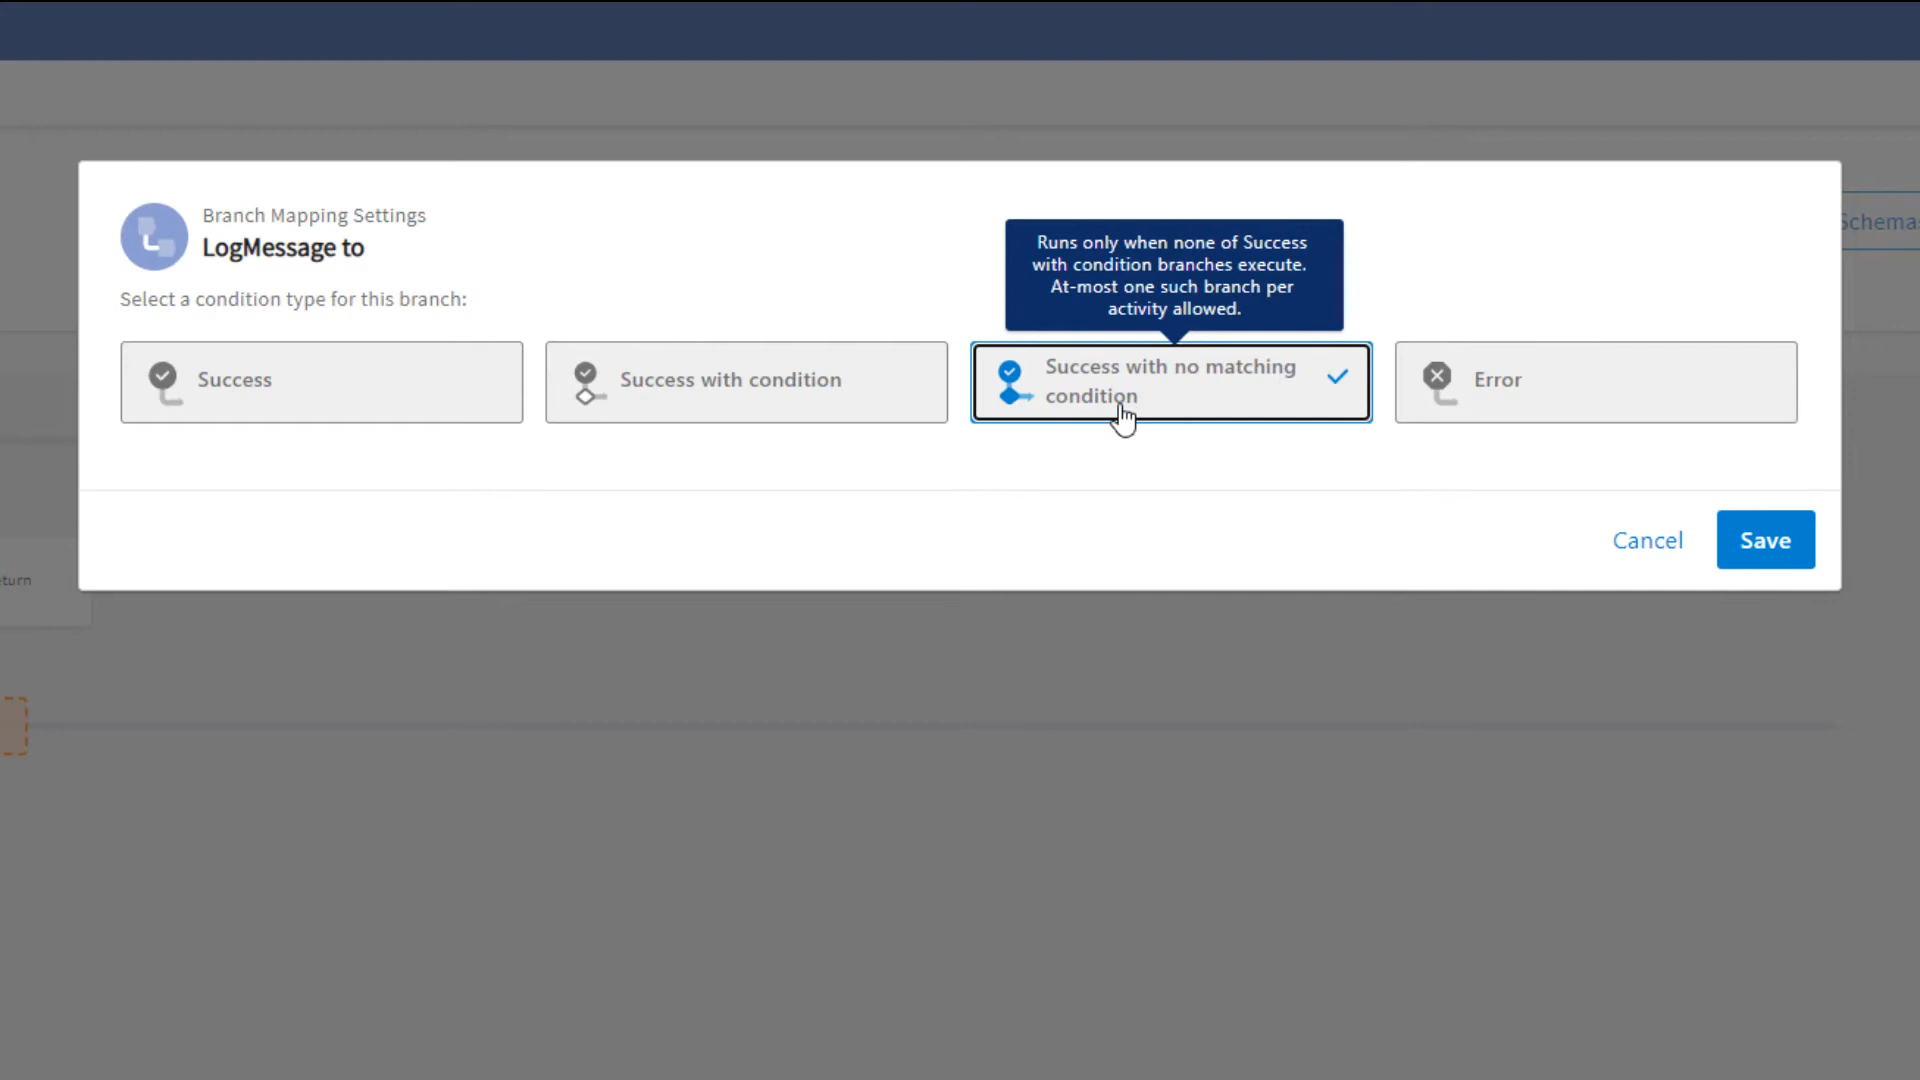 Branch Mapping Settings
LogMessage to
Select a condition type for this branch:
Runs only when none of Success
with condition branches execute.
At-most one such branch per
activity allowed.
Success
Success with condition
Success with no matching
condition
Error
Cancel
Save